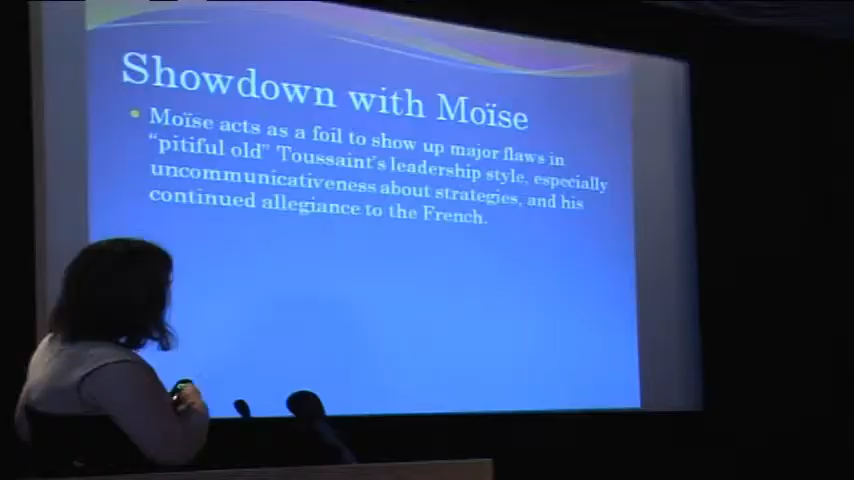 Showdown with Moïse
• Moïse acts as a foil to show up major flaws in
"pitiful old" Toussaint's leadership style, especially
uncommunicativeness about strategies, and his
continued allegiance to the French.